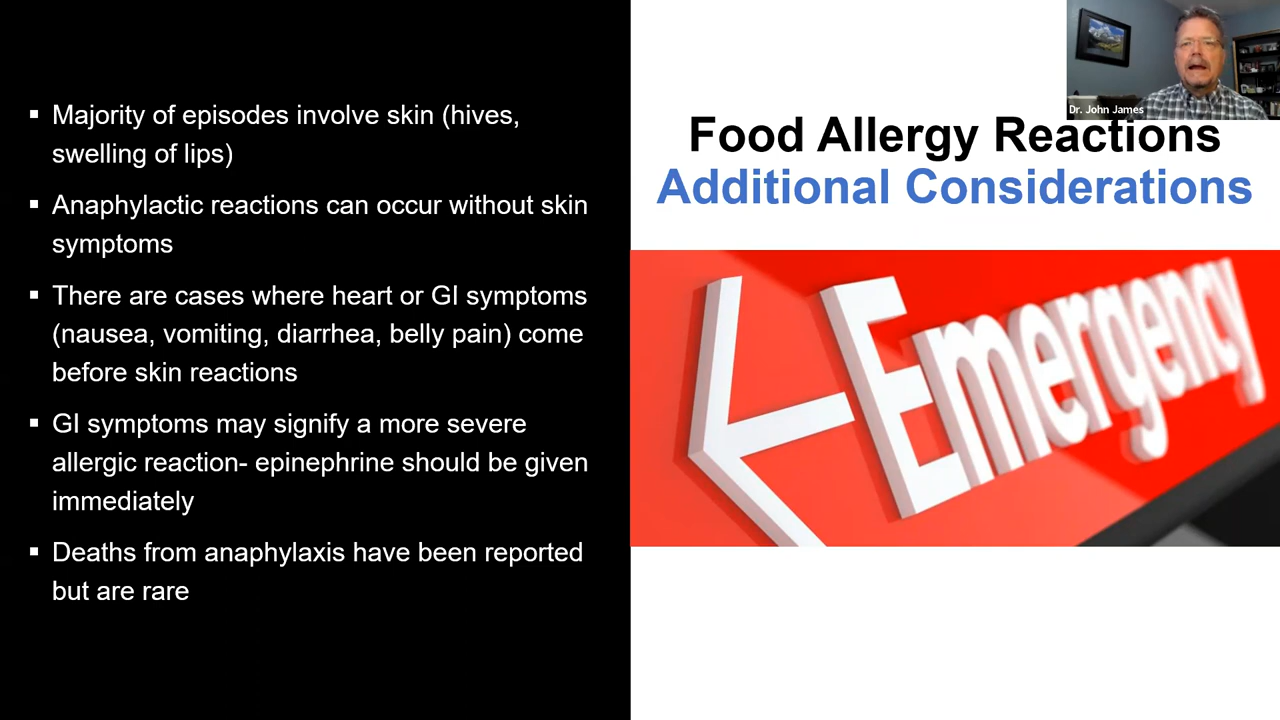 ▪ Majority of episodes involve skin (hives,
swelling of lips)
▪ Anaphylactic reactions can occur without skin
symptoms
▪ There are cases where heart or GI symptoms
(nausea, vomiting, diarrhea, belly pain) come
before skin reactions
▪ GI symptoms may signify a more severe
allergic reaction- epinephrine should be given
immediately
▪ Deaths from anaphylaxis have been reported
but are rare
Dr. John James
Food Allergy Reactions
Additional Considerations
Emergency